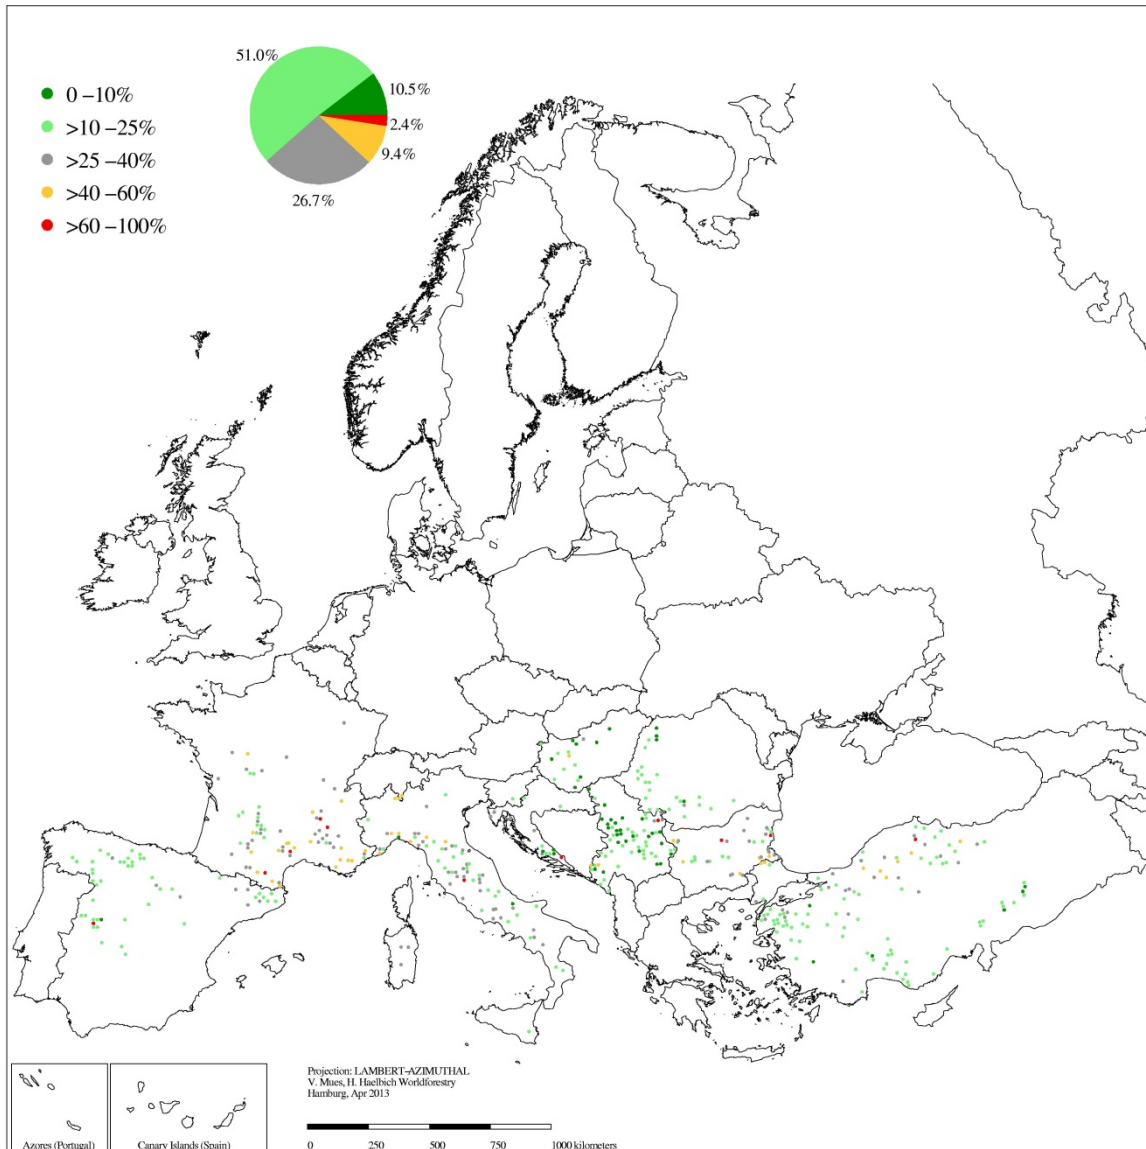 0 –10%
>10 –25%
>25 –40%
>40 –60%
>60 –100%
51.0%
10.5%
2.4%
9.4%
26.7%
Projection: LAMBERT–AZIMUTHAL
V. Mues, H. Haelbich Worldforestry
Hamburg, Apr 2013
Azores (Portugal)
Canary Islands (Spain)
0 250 500 750 1000 kilometers